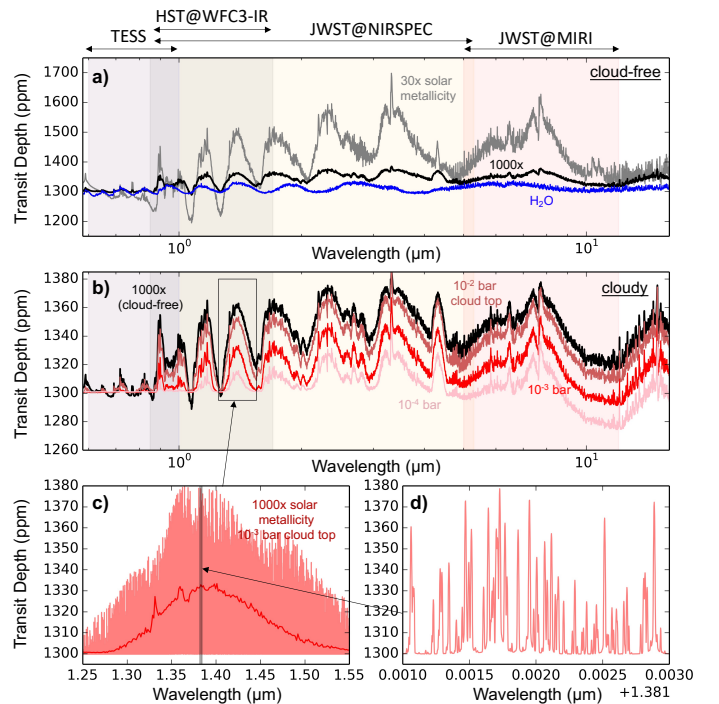 HST@WFC3-IR
TESS
JWST@NIRSPEC
JWST@MIRI
a)
cloud-free
30x solar
metallicity
1000x
H₂O
Transit Depth (ppm)
1700
1600
1500
1400
1300
1200
10⁰
10¹
Wavelength (μm)
b)
cloudy
1000x
(cloud-free)
10⁻² bar
cloud top
10⁻³ bar
10⁻⁴ bar
Transit Depth (ppm)
1380
1360
1340
1320
1300
1280
1260
10⁰
10¹
Wavelength (μm)
c)
1000x solar
metallicity
10⁻³ bar cloud top
Transit Depth (ppm)
1380
1370
1360
1350
1340
1330
1320
1310
1300
1.25 1.30 1.35 1.40 1.45 1.50 1.55
Wavelength (μm)
d)
1380
1370
1360
1350
1340
1330
1320
1310
1300
0.0010 0.0015 0.0020 0.0025 0.0030
Wavelength (μm)
+1.381